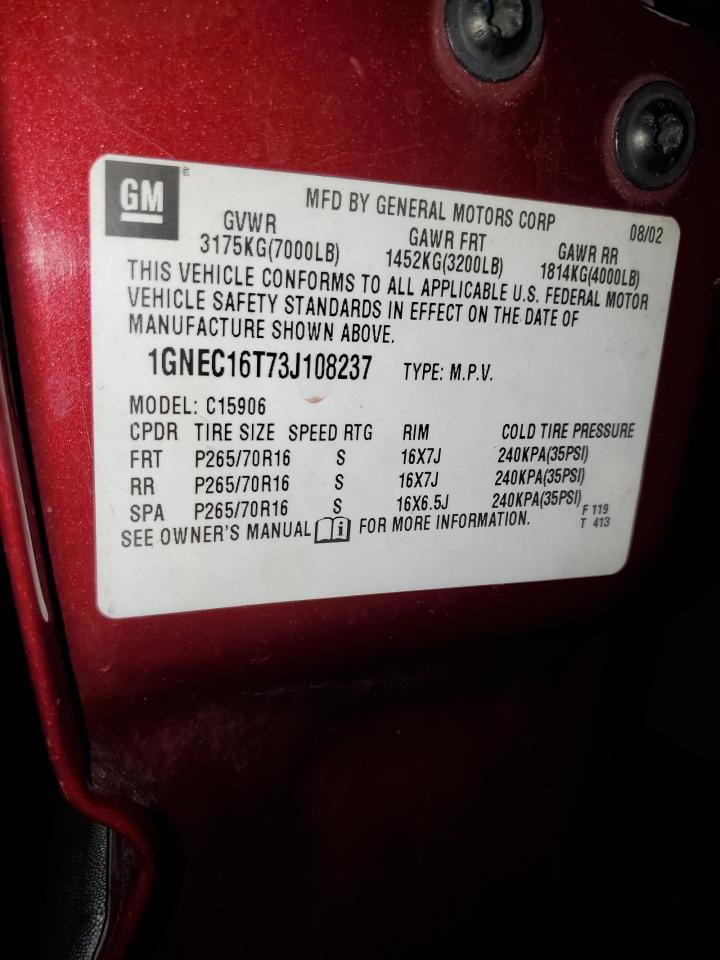 GM ®
MFD BY GENERAL MOTORS CORP 08/02
GVWR GAWR FRT GAWR RR
3175KG(7000LB) 1452KG(3200LB) 1814KG(4000LB)
THIS VEHICLE CONFORMS TO ALL APPLICABLE U.S. FEDERAL MOTOR
VEHICLE SAFETY STANDARDS IN EFFECT ON THE DATE OF
MANUFACTURE SHOWN ABOVE.
1GNEC16T73J108237 TYPE: M.P.V.
MODEL: C15906
CPDR TIRE SIZE SPEED RTG RIM COLD TIRE PRESSURE
FRT P265/70R16 S 16X7J 240KPA(35PSI)
RR P265/70R16 S 16X7J 240KPA(35PSI)
SPA P265/70R16 S 16X6.5J 240KPA(35PSI)
SEE OWNER'S MANUAL i FOR MORE INFORMATION.
F 119
T 413